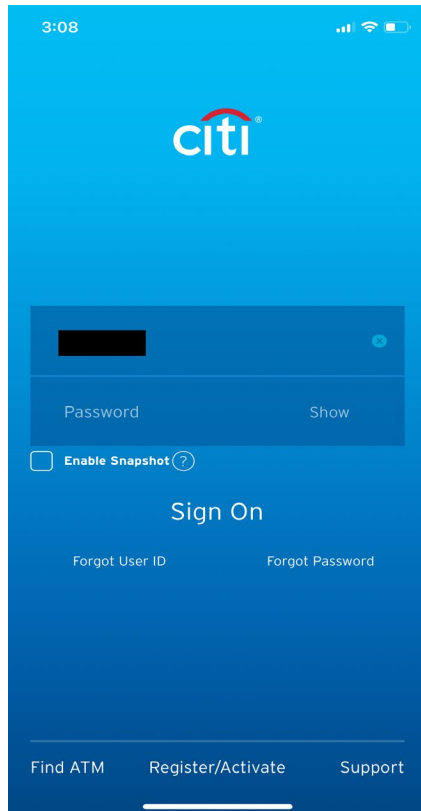 3:08
citi®
Password Show
Enable Snapshot ?
Sign On
Forgot User ID Forgot Password
Find ATM Register/Activate Support